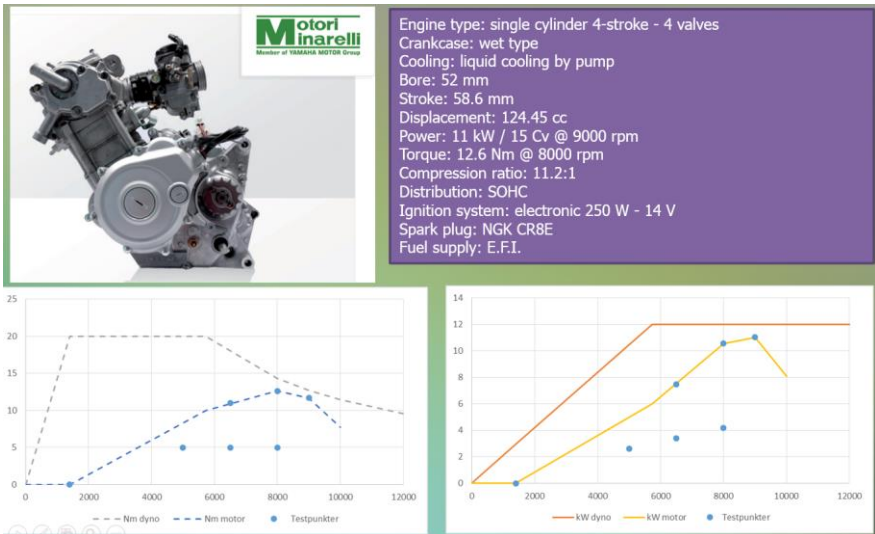 Motori
Minarelli
Member of YAMAHA MOTOR Group
Engine type: single cylinder 4-stroke - 4 valves
Crankcase: wet type
Cooling: liquid cooling by pump
Bore: 52 mm
Stroke: 58.6 mm
Displacement: 124.45 cc
Power: 11 kW / 15 Cv @ 9000 rpm
Torque: 12.6 Nm @ 8000 rpm
Compression ratio: 11.2:1
Distribution: SOHC
Ignition system: electronic 250 W - 14 V
Spark plug: NGK CR8E
Fuel supply: E.F.I.
25
20
15
10
5
0
0 2000 4000 6000 8000 10000 12000
Nm dyno Nm motor Testpunkter
14
12
10
8
6
4
2
0
0 2000 4000 6000 8000 10000 12000
kW dyno kW motor Testpunkter